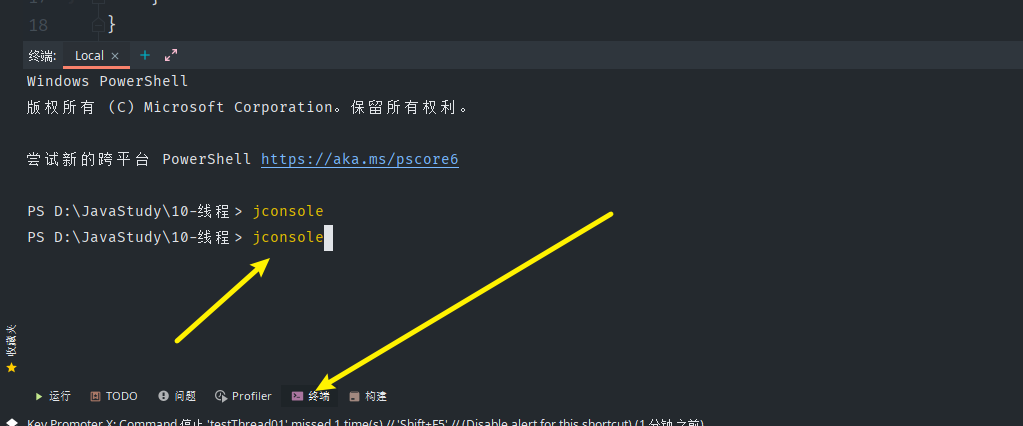 18 }
终端: Local × +
Windows PowerShell
版权所有 (C) Microsoft Corporation。保留所有权利。
尝试新的跨平台 PowerShell https://aka.ms/pscore6
PS D:\JavaStudy\10-线程> jconsole
PS D:\JavaStudy\10-线程> jconsole
收藏夹
运行 TODO 问题 Profiler 终端 构建
Key Promoter X: Command 停止 'testThread01' missed 1 time(s) // 'Shift+F5' // (Disable alert for this shortcut) (1 分钟 之前)